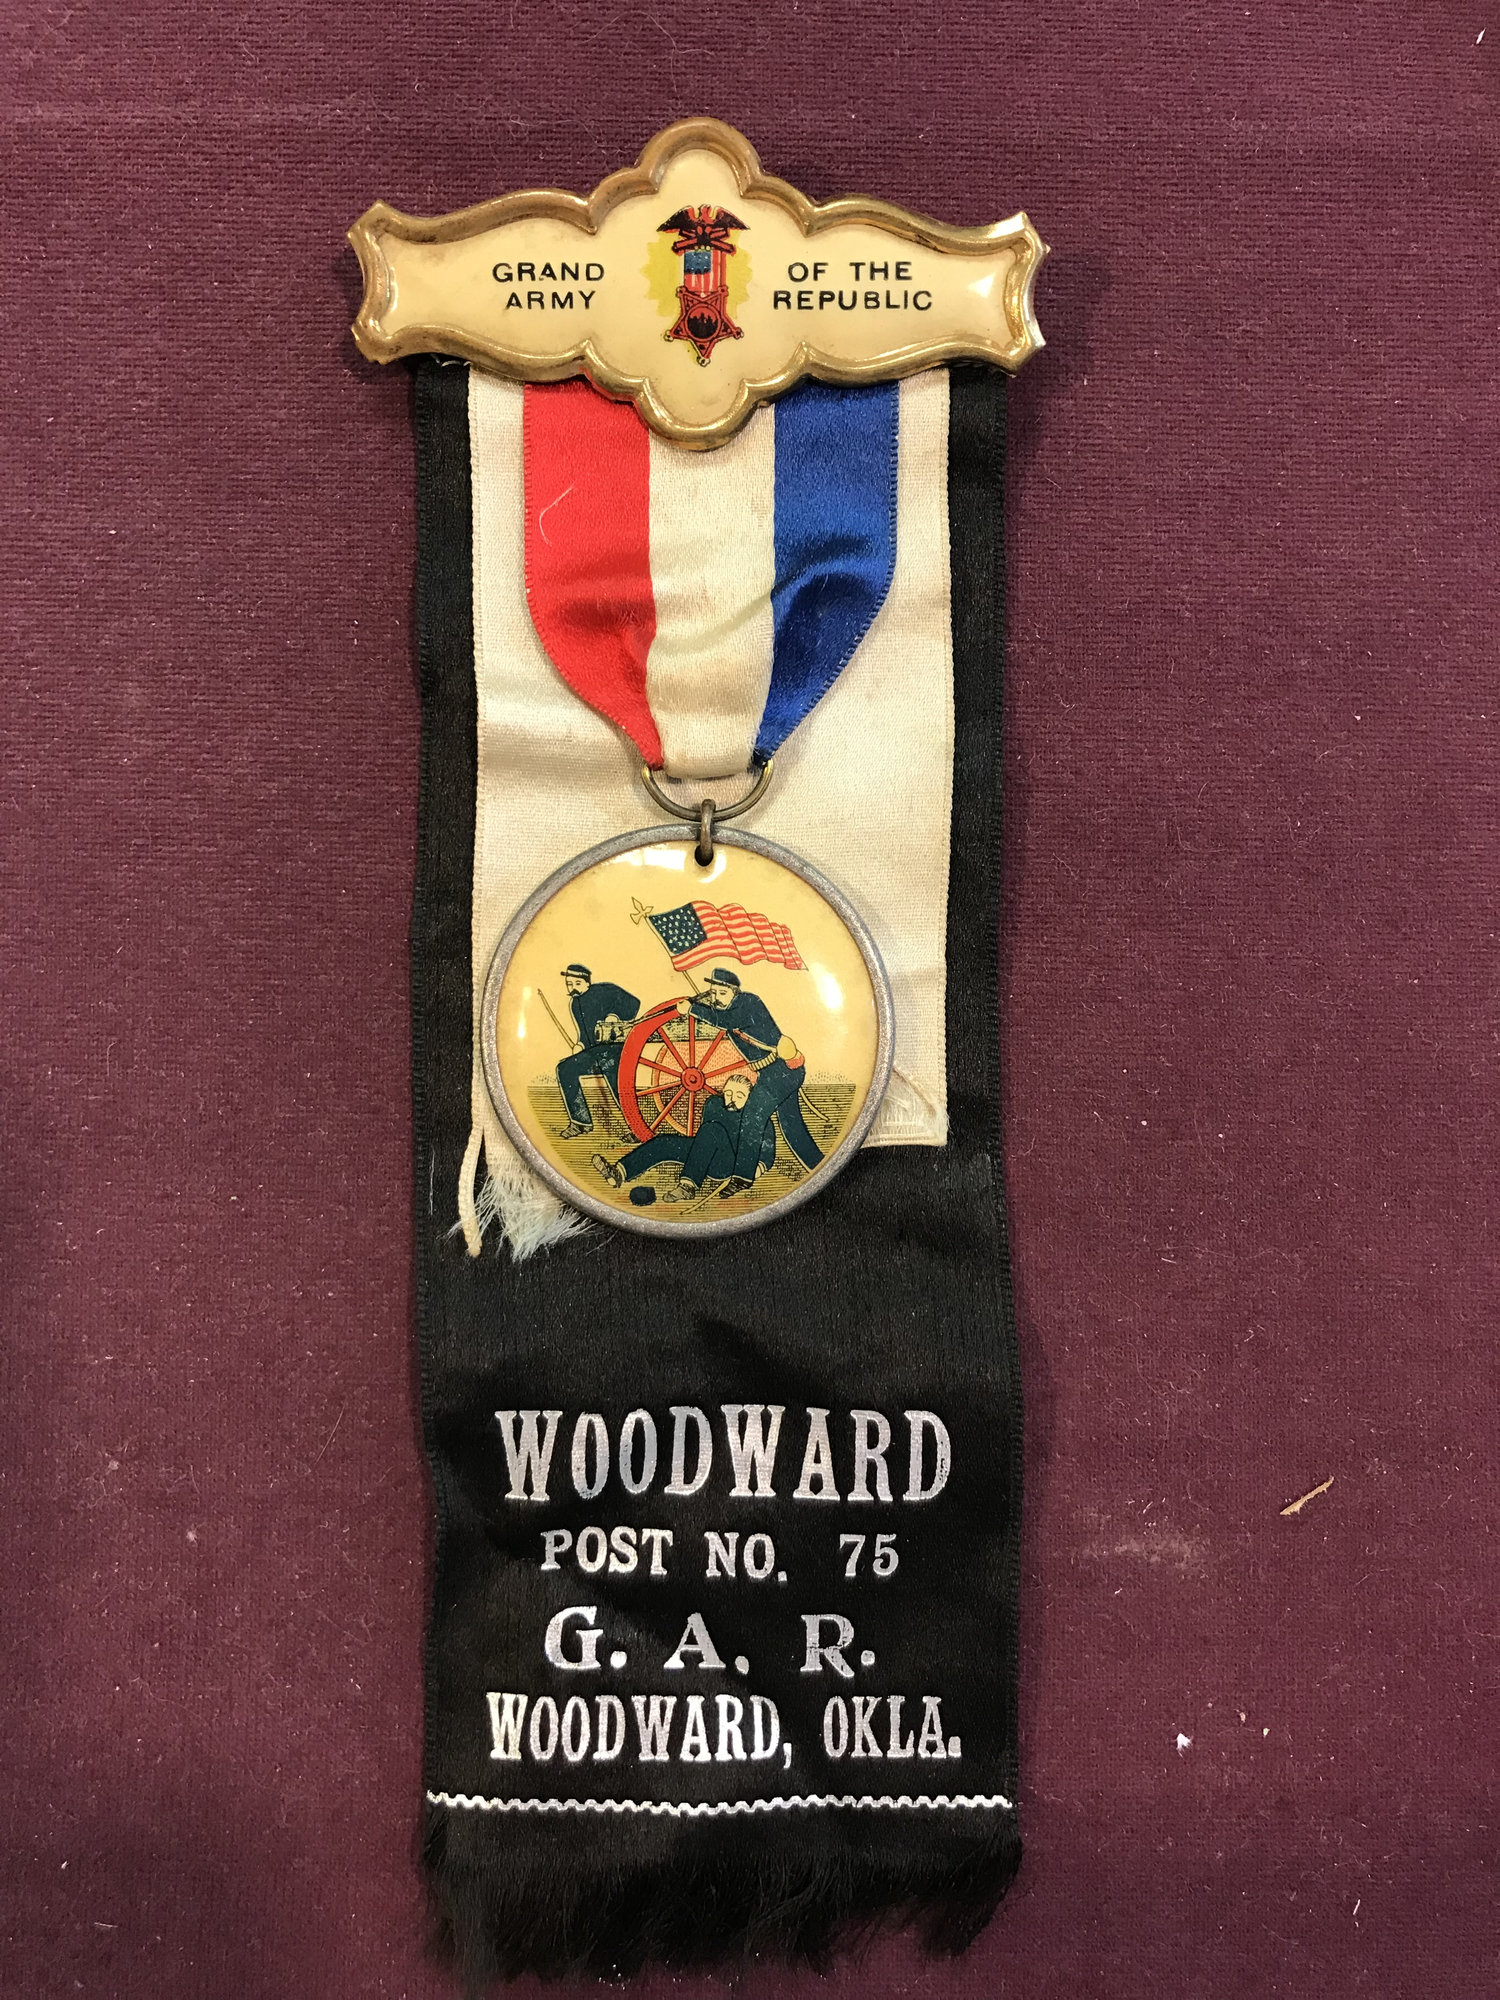 GRAND OF THE
ARMY REPUBLIC
WOODWARD
POST NO. 75
G. A. R.
WOODWARD, OKLA.